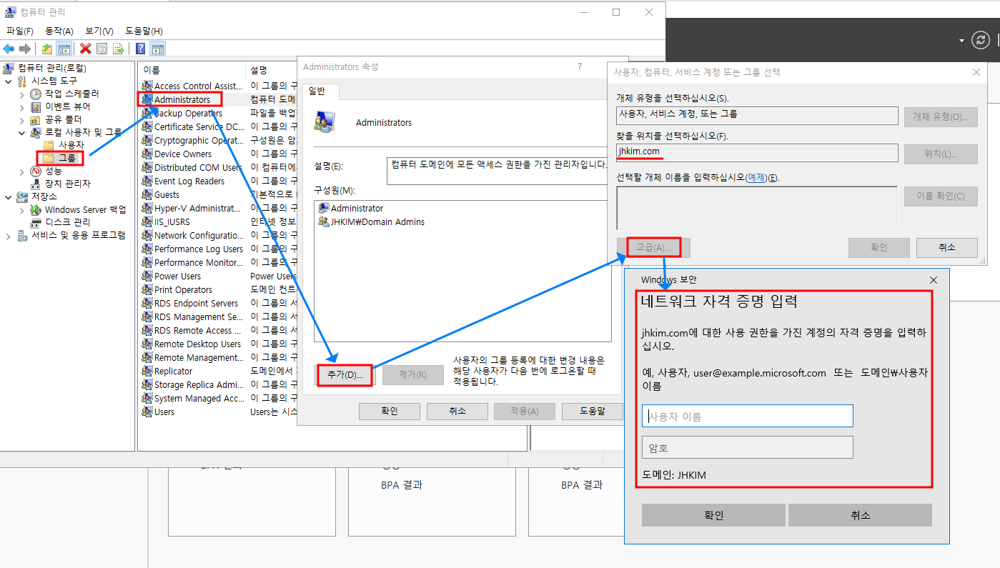 컴퓨터 관리
파일(F) 동작(A) 보기(V) 도움말(H)
컴퓨터 관리(로컬)
시스템 도구
작업 스케줄러
이벤트 뷰어
공유 폴더
로컬 사용자 및 그룹
사용자
그룹
성능
장치 관리자
저장소
Windows Server 백업
디스크 관리
서비스 및 응용 프로그램
이름 설명
Access Control Assist... 이 그룹의 구
Administrators 컴퓨터 도메
Backup Operators 파일을 백업
Certificate Service DC... 이 그룹의 구
Cryptographic Operat... 구성원은 암
Device Owners 이 그룹의 구
Distributed COM Users 이 컴퓨터에
Event Log Readers 이 그룹의 구
Guests 기본적으로
Hyper-V Administrat... 이 그룹의 구
IIS_IUSRS 인터넷 정보
Network Configuratio... 이 그룹의 구
Performance Log Users 이 그룹의 구
Performance Monitor... 이 그룹의 구
Power Users Power Users
Print Operators 도메인 컨트
RDS Endpoint Servers 이 그룹의 서
RDS Management Se... 이 그룹의 서
RDS Remote Access ... 이 그룹의 서
Remote Desktop Users 이 그룹의 구
Remote Management... 이 그룹의 구
Replicator 도메인에서
Storage Replica Admi... 이 그룹의 구
System Managed Acc... 이 그룹의 구
Users Users는 시스
Administrators 속성
?
일반
Administrators
설명(E): 컴퓨터 도메인에 모든 액세스 권한을 가진 관리자입니다.
구성원(M):
Administrator
JHKIM₩Domain Admins
추가(D)... 제거(R)
사용자의 그룹 등록에 대한 변경 내용은
해당 사용자가 다음 번에 로그온할 때
적용됩니다.
확인 취소 적용(A) 도움말
사용자, 컴퓨터, 서비스 계정 또는 그룹 선택
개체 유형을 선택하십시오(S).
사용자, 서비스 계정, 또는 그룹 개체 유형(O)...
찾을 위치를 선택하십시오(F).
jhkim.com 위치(L)...
선택할 개체 이름을 입력하십시오(예제)(E).
이름 확인(C)
고급(A)... 확인 취소
Windows 보안
네트워크 자격 증명 입력
jhkim.com에 대한 사용 권한을 가진 계정의 자격 증명을 입력하
십시오.
예, 사용자, user@example.microsoft.com 또는 도메인₩사용자
이름
사용자 이름
암호
도메인: JHKIM
확인 취소
BPA 결과 BPA 결과